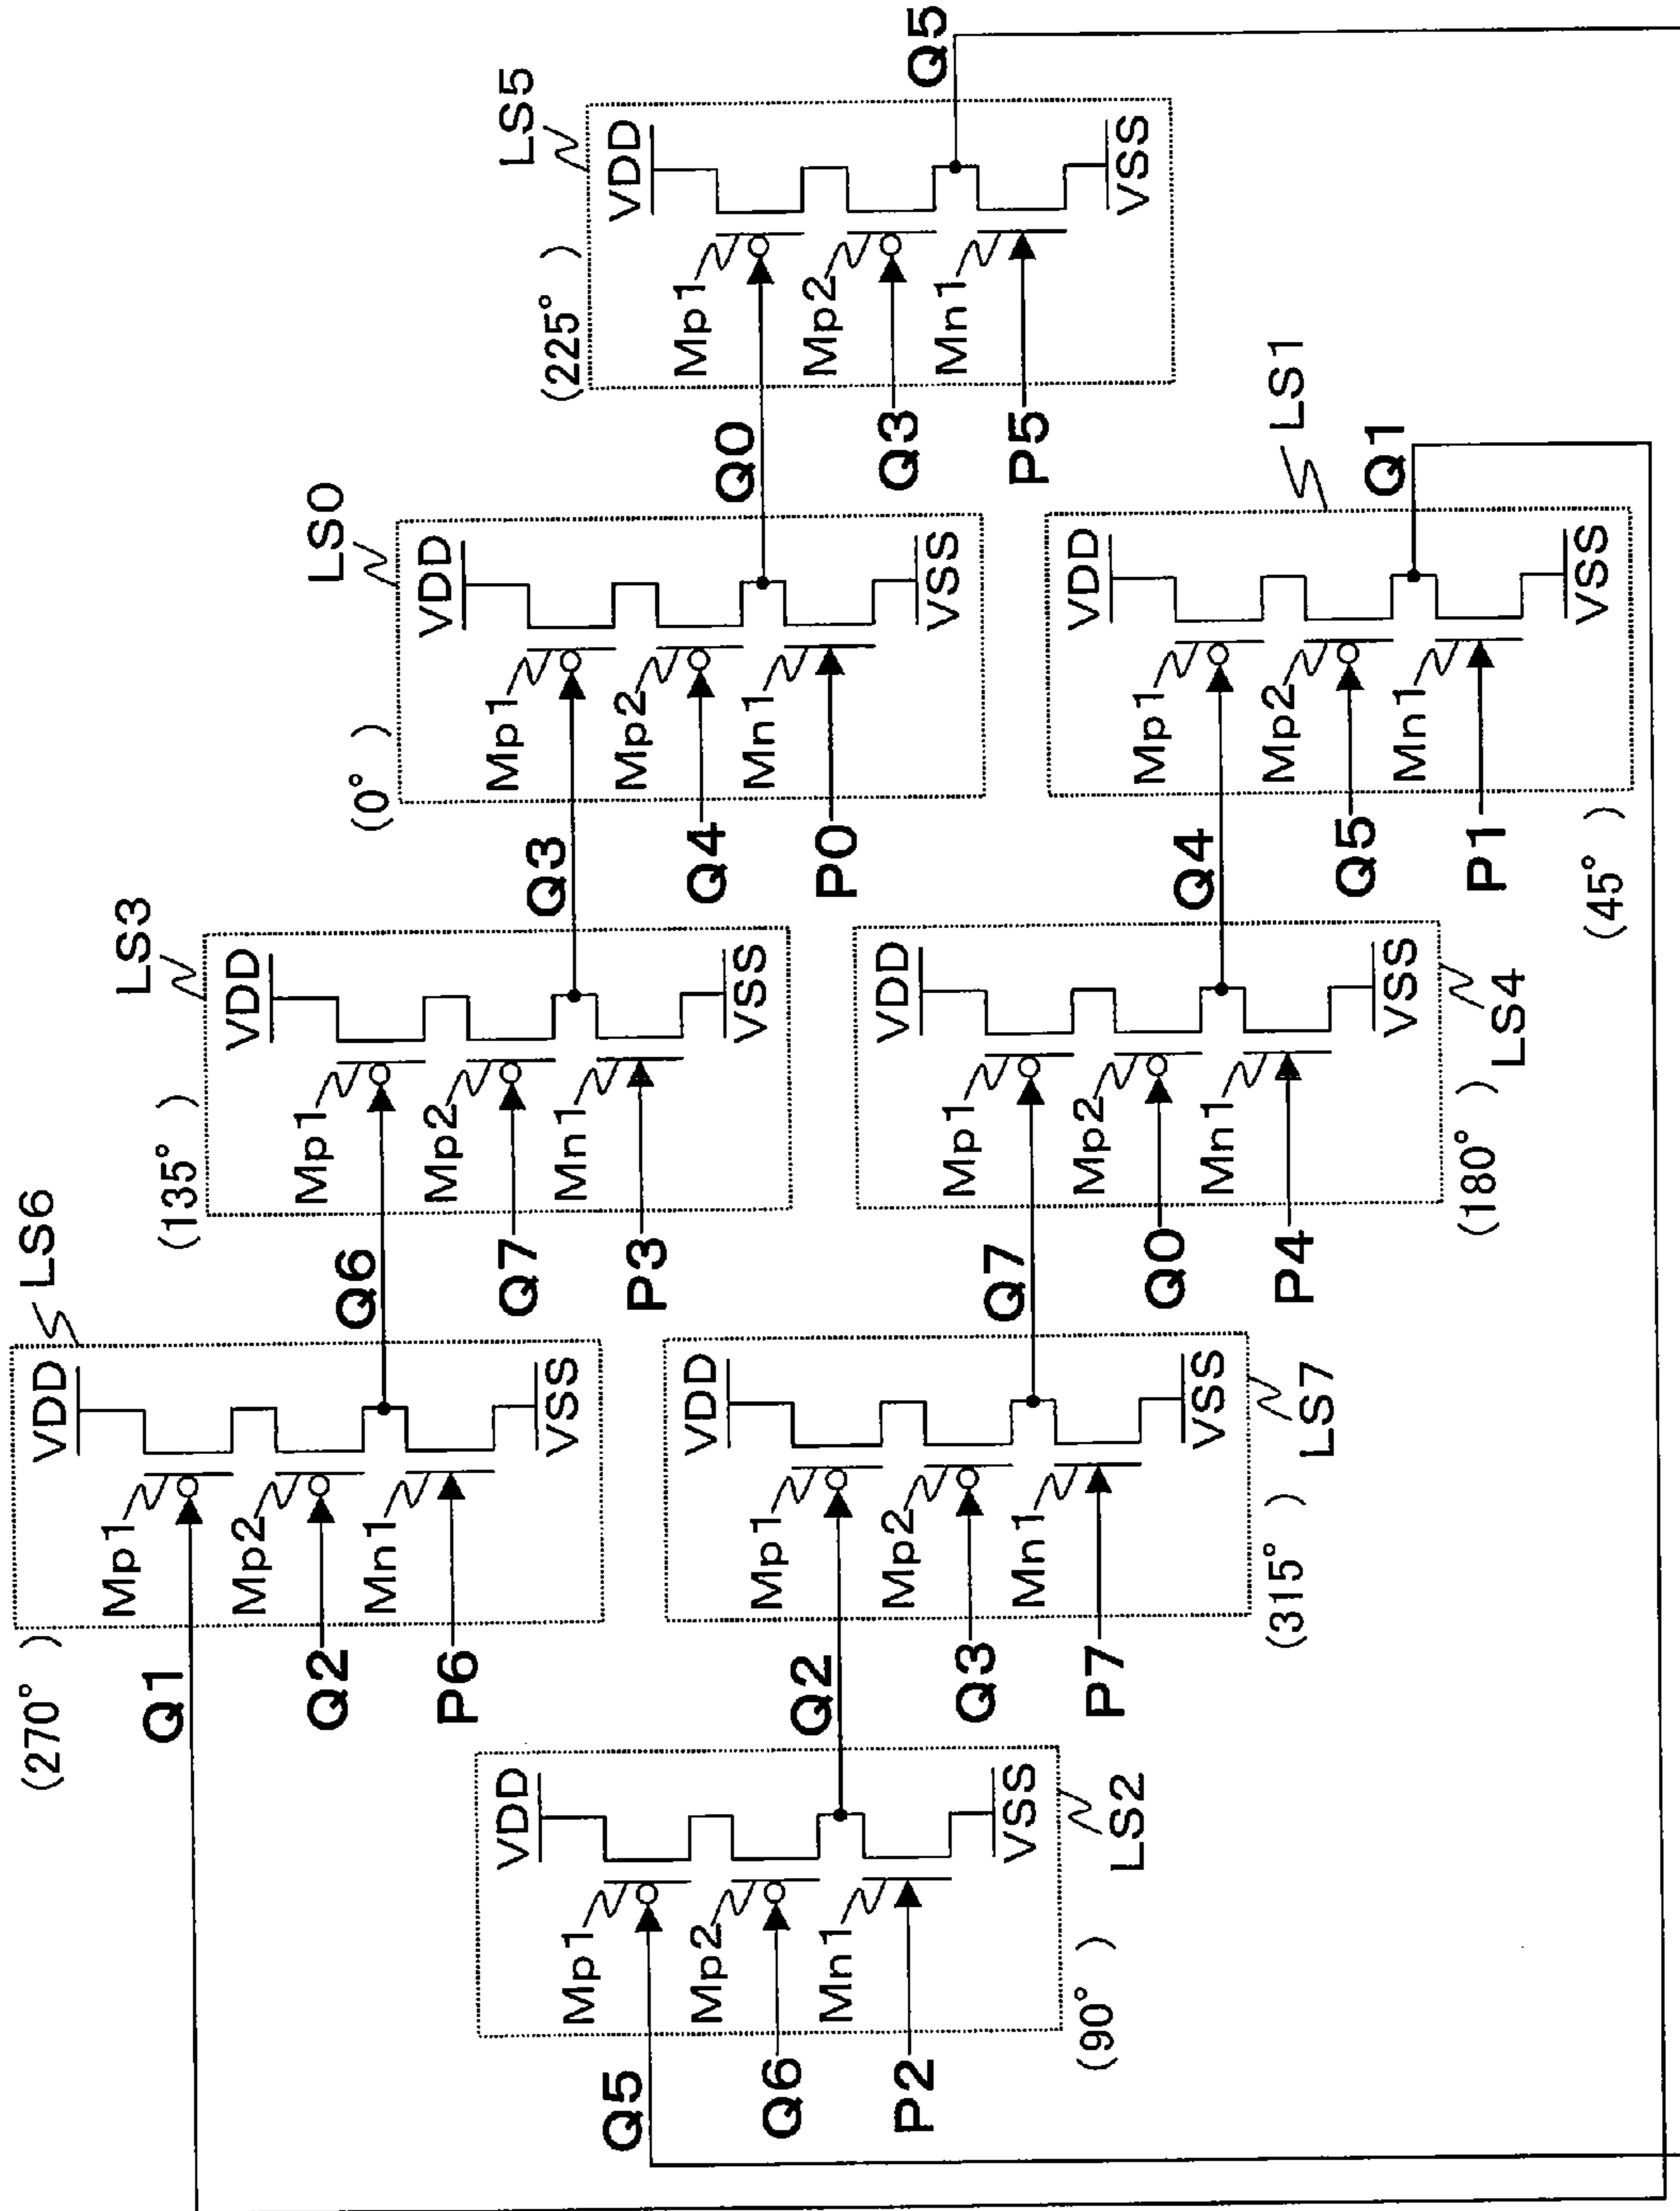 LS6
(270° )
VDD
Q1
Mp1
Q2
Mp2
P6
Mn1
VSS
Q6
LS3
(135° )
VDD
Mp1
Q7
Mp2
P3
Mn1
VSS
Q3
LS0
(0° )
VDD
Mp1
Q4
Mp2
P0
Mn1
VSS
Q0
LS5
(225° )
VDD
Mp1
Q3
Mp2
P5
Mn1
VSS
Q5
VDD
Q5
Mp1
Q6
Mp2
P2
Mn1
VSS
LS2
(90° )
Q2
VDD
Mp1
Q3
Mp2
P7
Mn1
VSS
LS7
(315° )
Q7
VDD
Mp1
Q0
Mp2
P4
Mn1
VSS
LS4
(180° )
Q4
LS1
VDD
Mp1
Q5
Mp2
P1
Mn1
VSS
(45° )
Q1